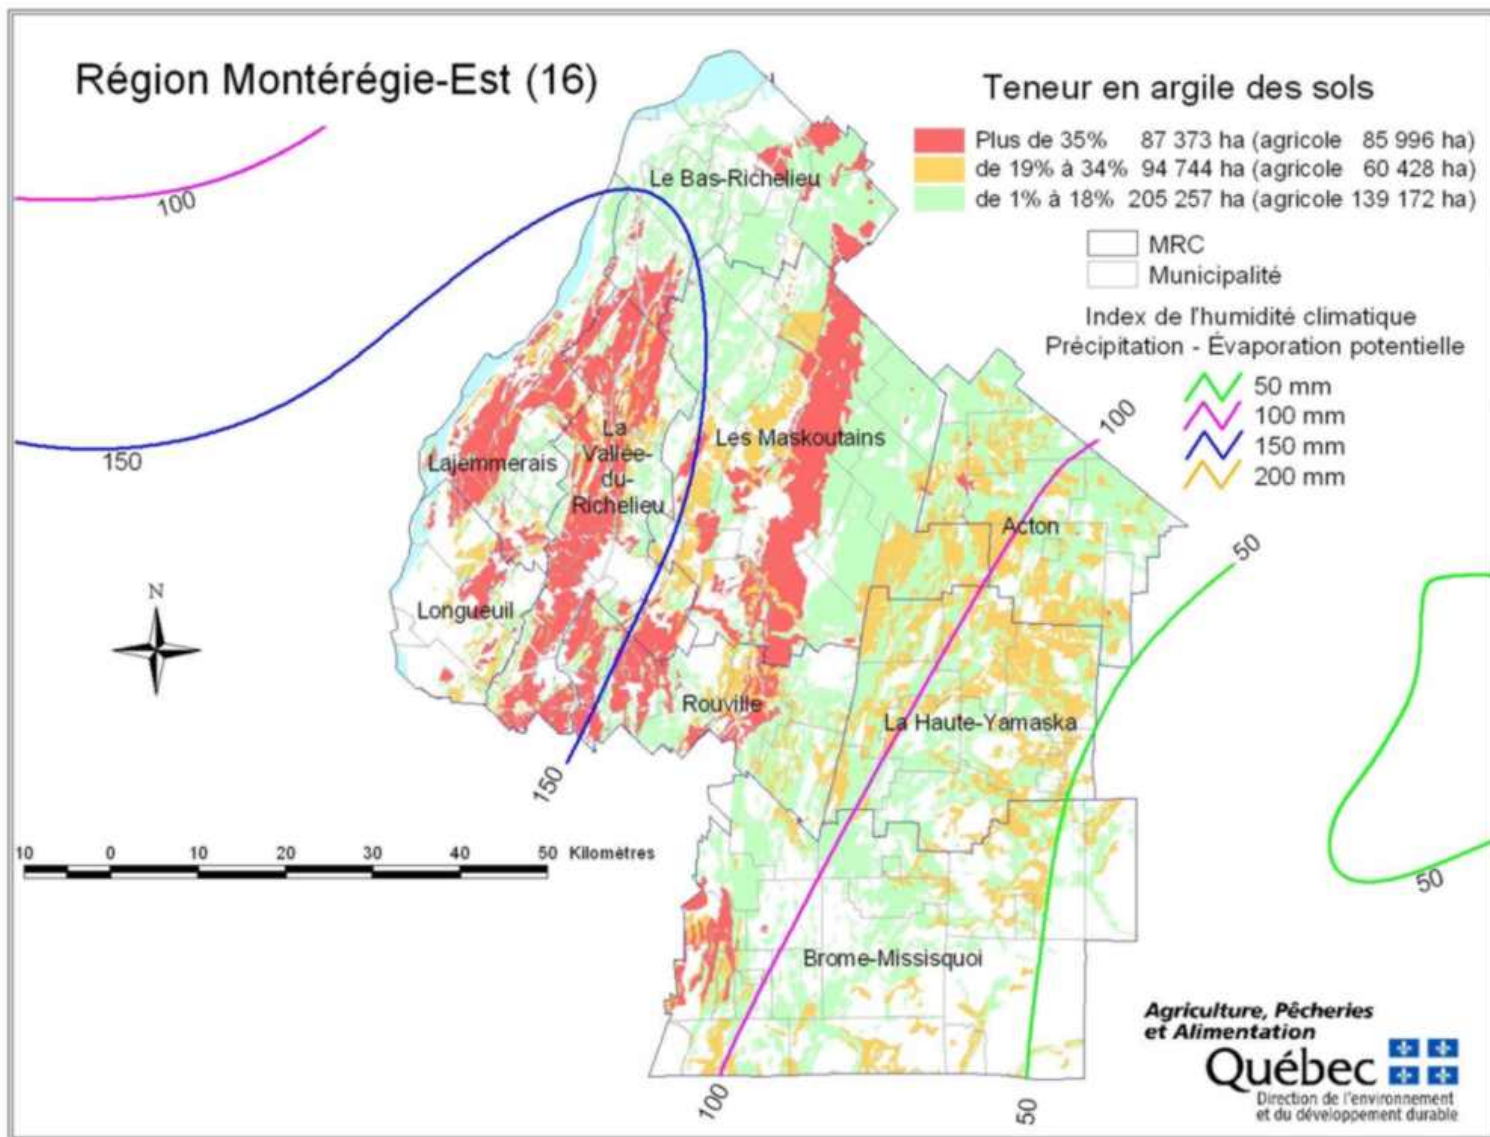 Région Montérégie-Est (16)
Teneur en argile des sols
Plus de 35% 87 373 ha (agricole 85 996 ha)
de 19% à 34% 94 744 ha (agricole 60 428 ha)
de 1% à 18% 205 257 ha (agricole 139 172 ha)
MRC
Municipalité
Index de l'humidité climatique
Précipitation - Évaporation potentielle
50 mm
100 mm
150 mm
200 mm
100
150
Le Bas-Richelieu
Les Maskoutains
La
Vallée-
du-
Richelieu
Lajemmerais
Longueuil
Rouville
Acton
La Haute-Yamaska
Brome-Missisquoi
100
50
50
150
100
50
N
10 0 10 20 30 40 50 Kilomètres
Agriculture, Pêcheries
et Alimentation
Québec
Direction de l'environnement
et du développement durable